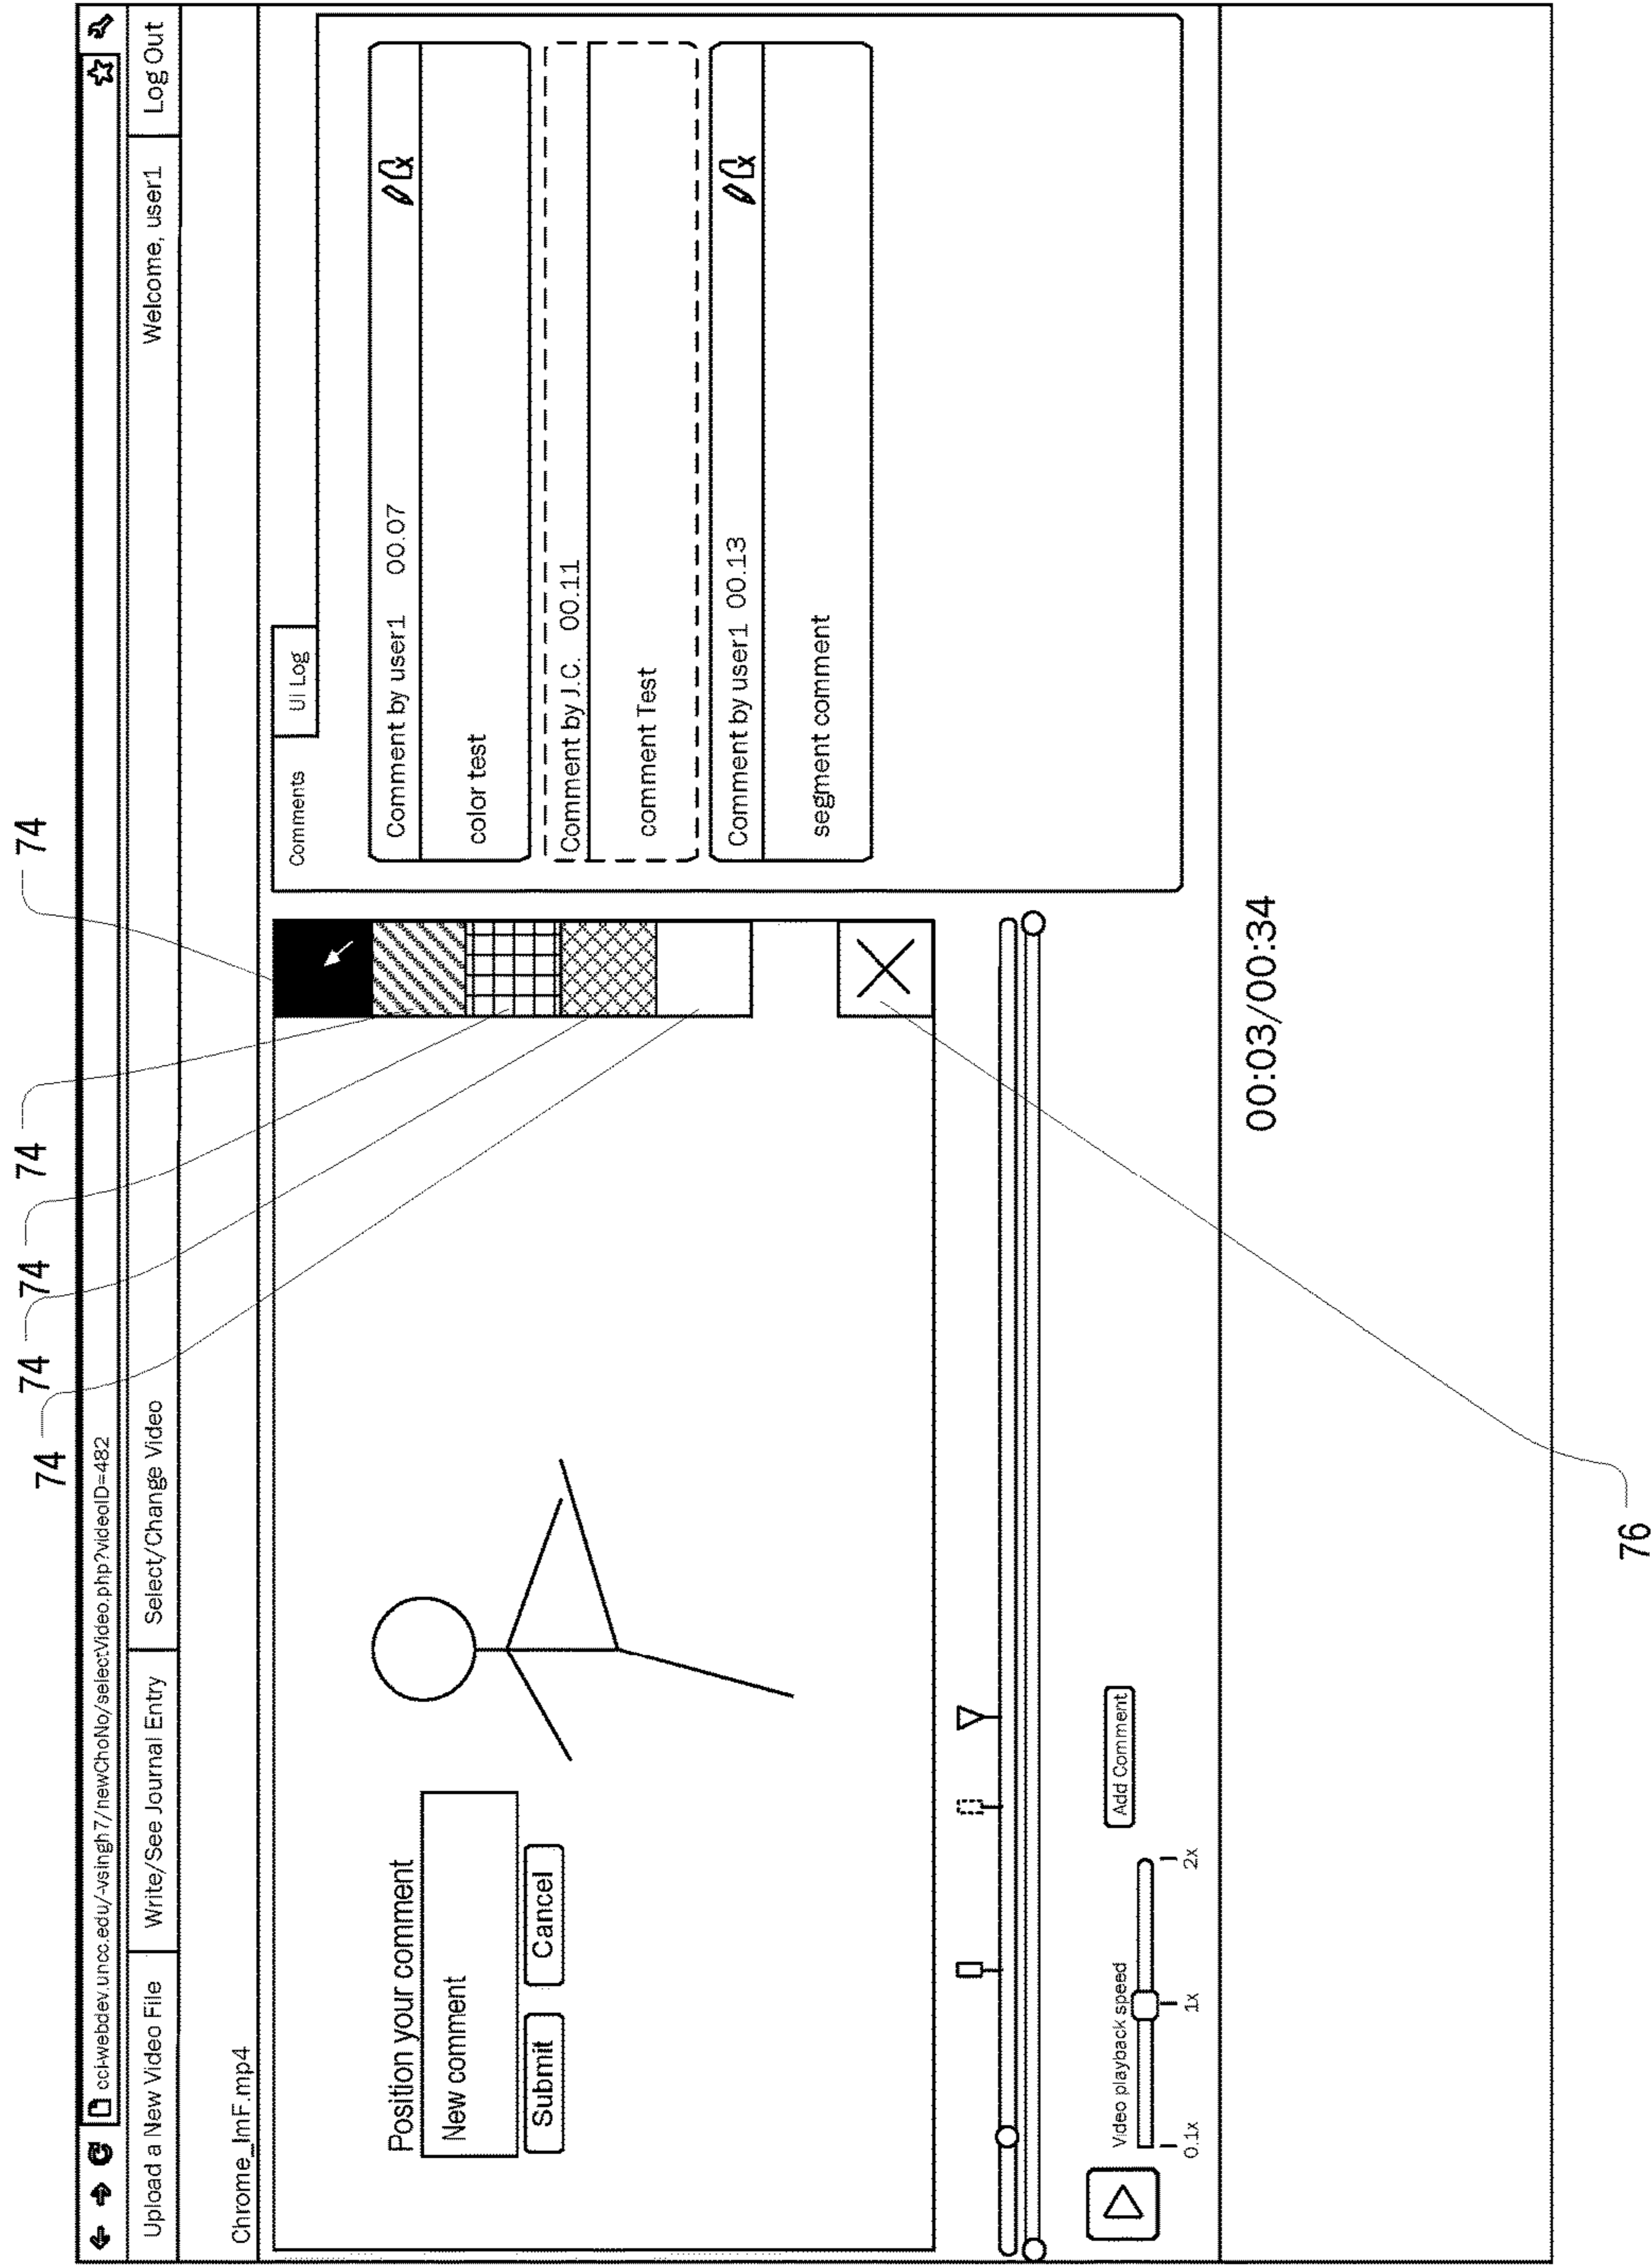 cci-webdev.uncc.edu/~vsingh7/newChoNo/selectVideo.php?videoID=482
Upload a New Video File
Write/See Journal Entry
Select/Change Video
Welcome, user1
Log Out
Chrome_ImF.mp4
Position your comment
New comment
Submit
Cancel
Comments
Ui Log
Comment by user1 00.07
color test
Comment by J.C. 00.11
comment Test
Comment by user1 00.13
segment comment
Video playback speed
0.1x
1x
2x
Add Comment
00:03/00:34
74
74
74
74
74
76